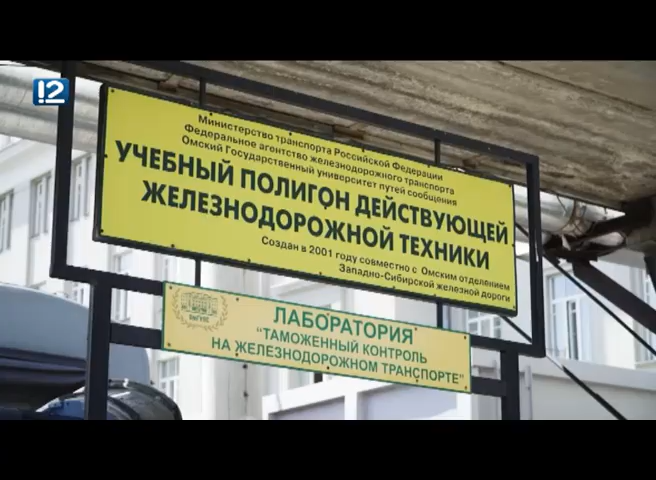 12
Министерство транспорта Российской Федерации
Федеральное агентство железнодорожного транспорта
Омский Государственный университет путей сообщения
УЧЕБНЫЙ ПОЛИГОН ДЕЙСТВУЮЩЕЙ
ЖЕЛЕЗНОДОРОЖНОЙ ТЕХНИКИ
Создан в 2001 году совместно с Омским отделением
Западно-Сибирской железной дороги
ЛАБОРАТОРИЯ
"ТАМОЖЕННЫЙ КОНТРОЛЬ
НА ЖЕЛЕЗНОДОРОЖНОМ ТРАНСПОРТЕ"